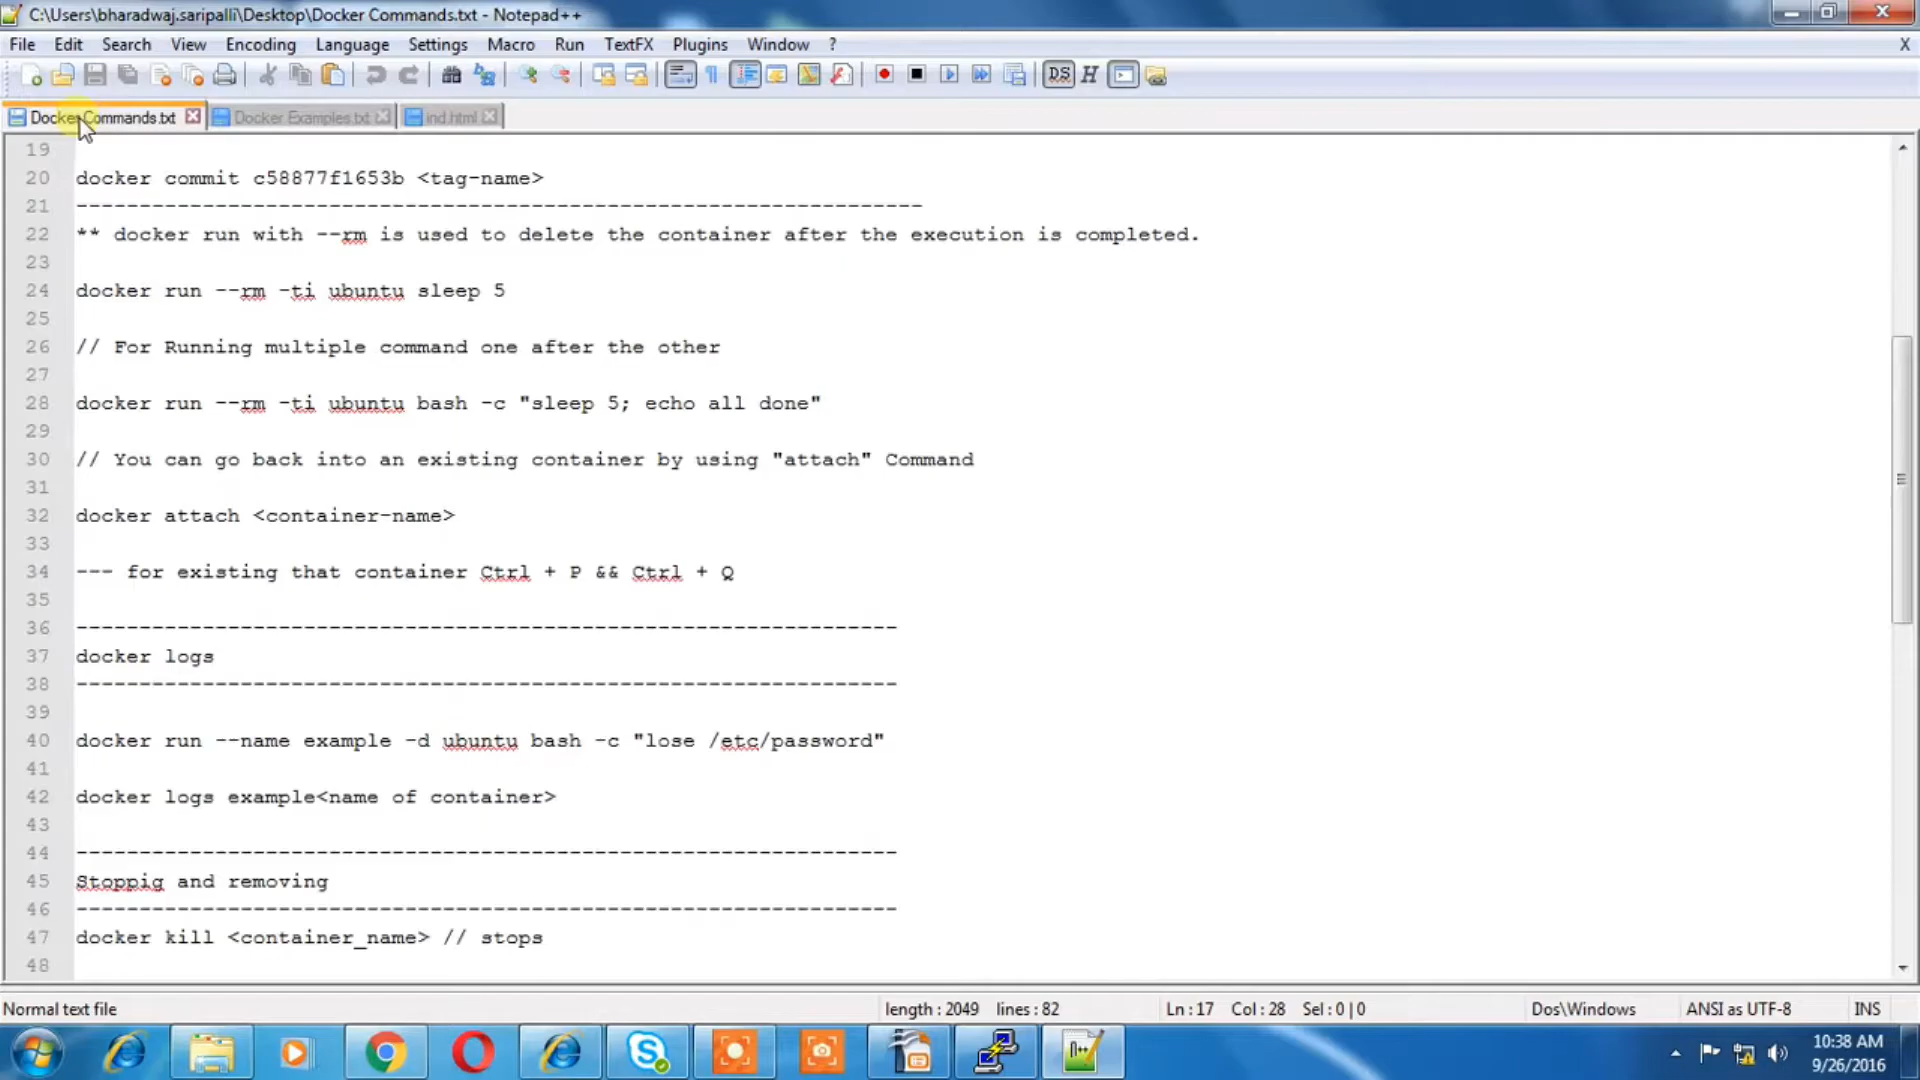 C:\Users\bharadwaj.saripalli\Desktop\Docker Commands.txt - Notepad++
File Edit Search View Encoding Language Settings Macro Run TextFX Plugins Window ? X
Docker Commands.txt Docker Examples.txt ind.html
19
20 docker commit c58877f1653b <tag-name>
21 -------------------------------------------------------------------
22 ** docker run with --rm is used to delete the container after the execution is completed.
23
24 docker run --rm -ti ubuntu sleep 5
25
26 // For Running multiple command one after the other
27
28 docker run --rm -ti ubuntu bash -c "sleep 5; echo all done"
29
30 // You can go back into an existing container by using "attach" Command
31
32 docker attach <container-name>
33
34 --- for existing that container Ctrl + P && Ctrl + Q
35
36 -----------------------------------------------------------------
37 docker logs
38 -----------------------------------------------------------------
39
40 docker run --name example -d ubuntu bash -c "lose /etc/password"
41
42 docker logs example<name of container>
43
44 -----------------------------------------------------------------
45 Stoppig and removing
46 -----------------------------------------------------------------
47 docker kill <container_name> // stops
48
Normal text file length : 2049 lines : 82 Ln : 17 Col : 28 Sel : 0 | 0 Dos\Windows ANSI as UTF-8 INS
10:38 AM
9/26/2016